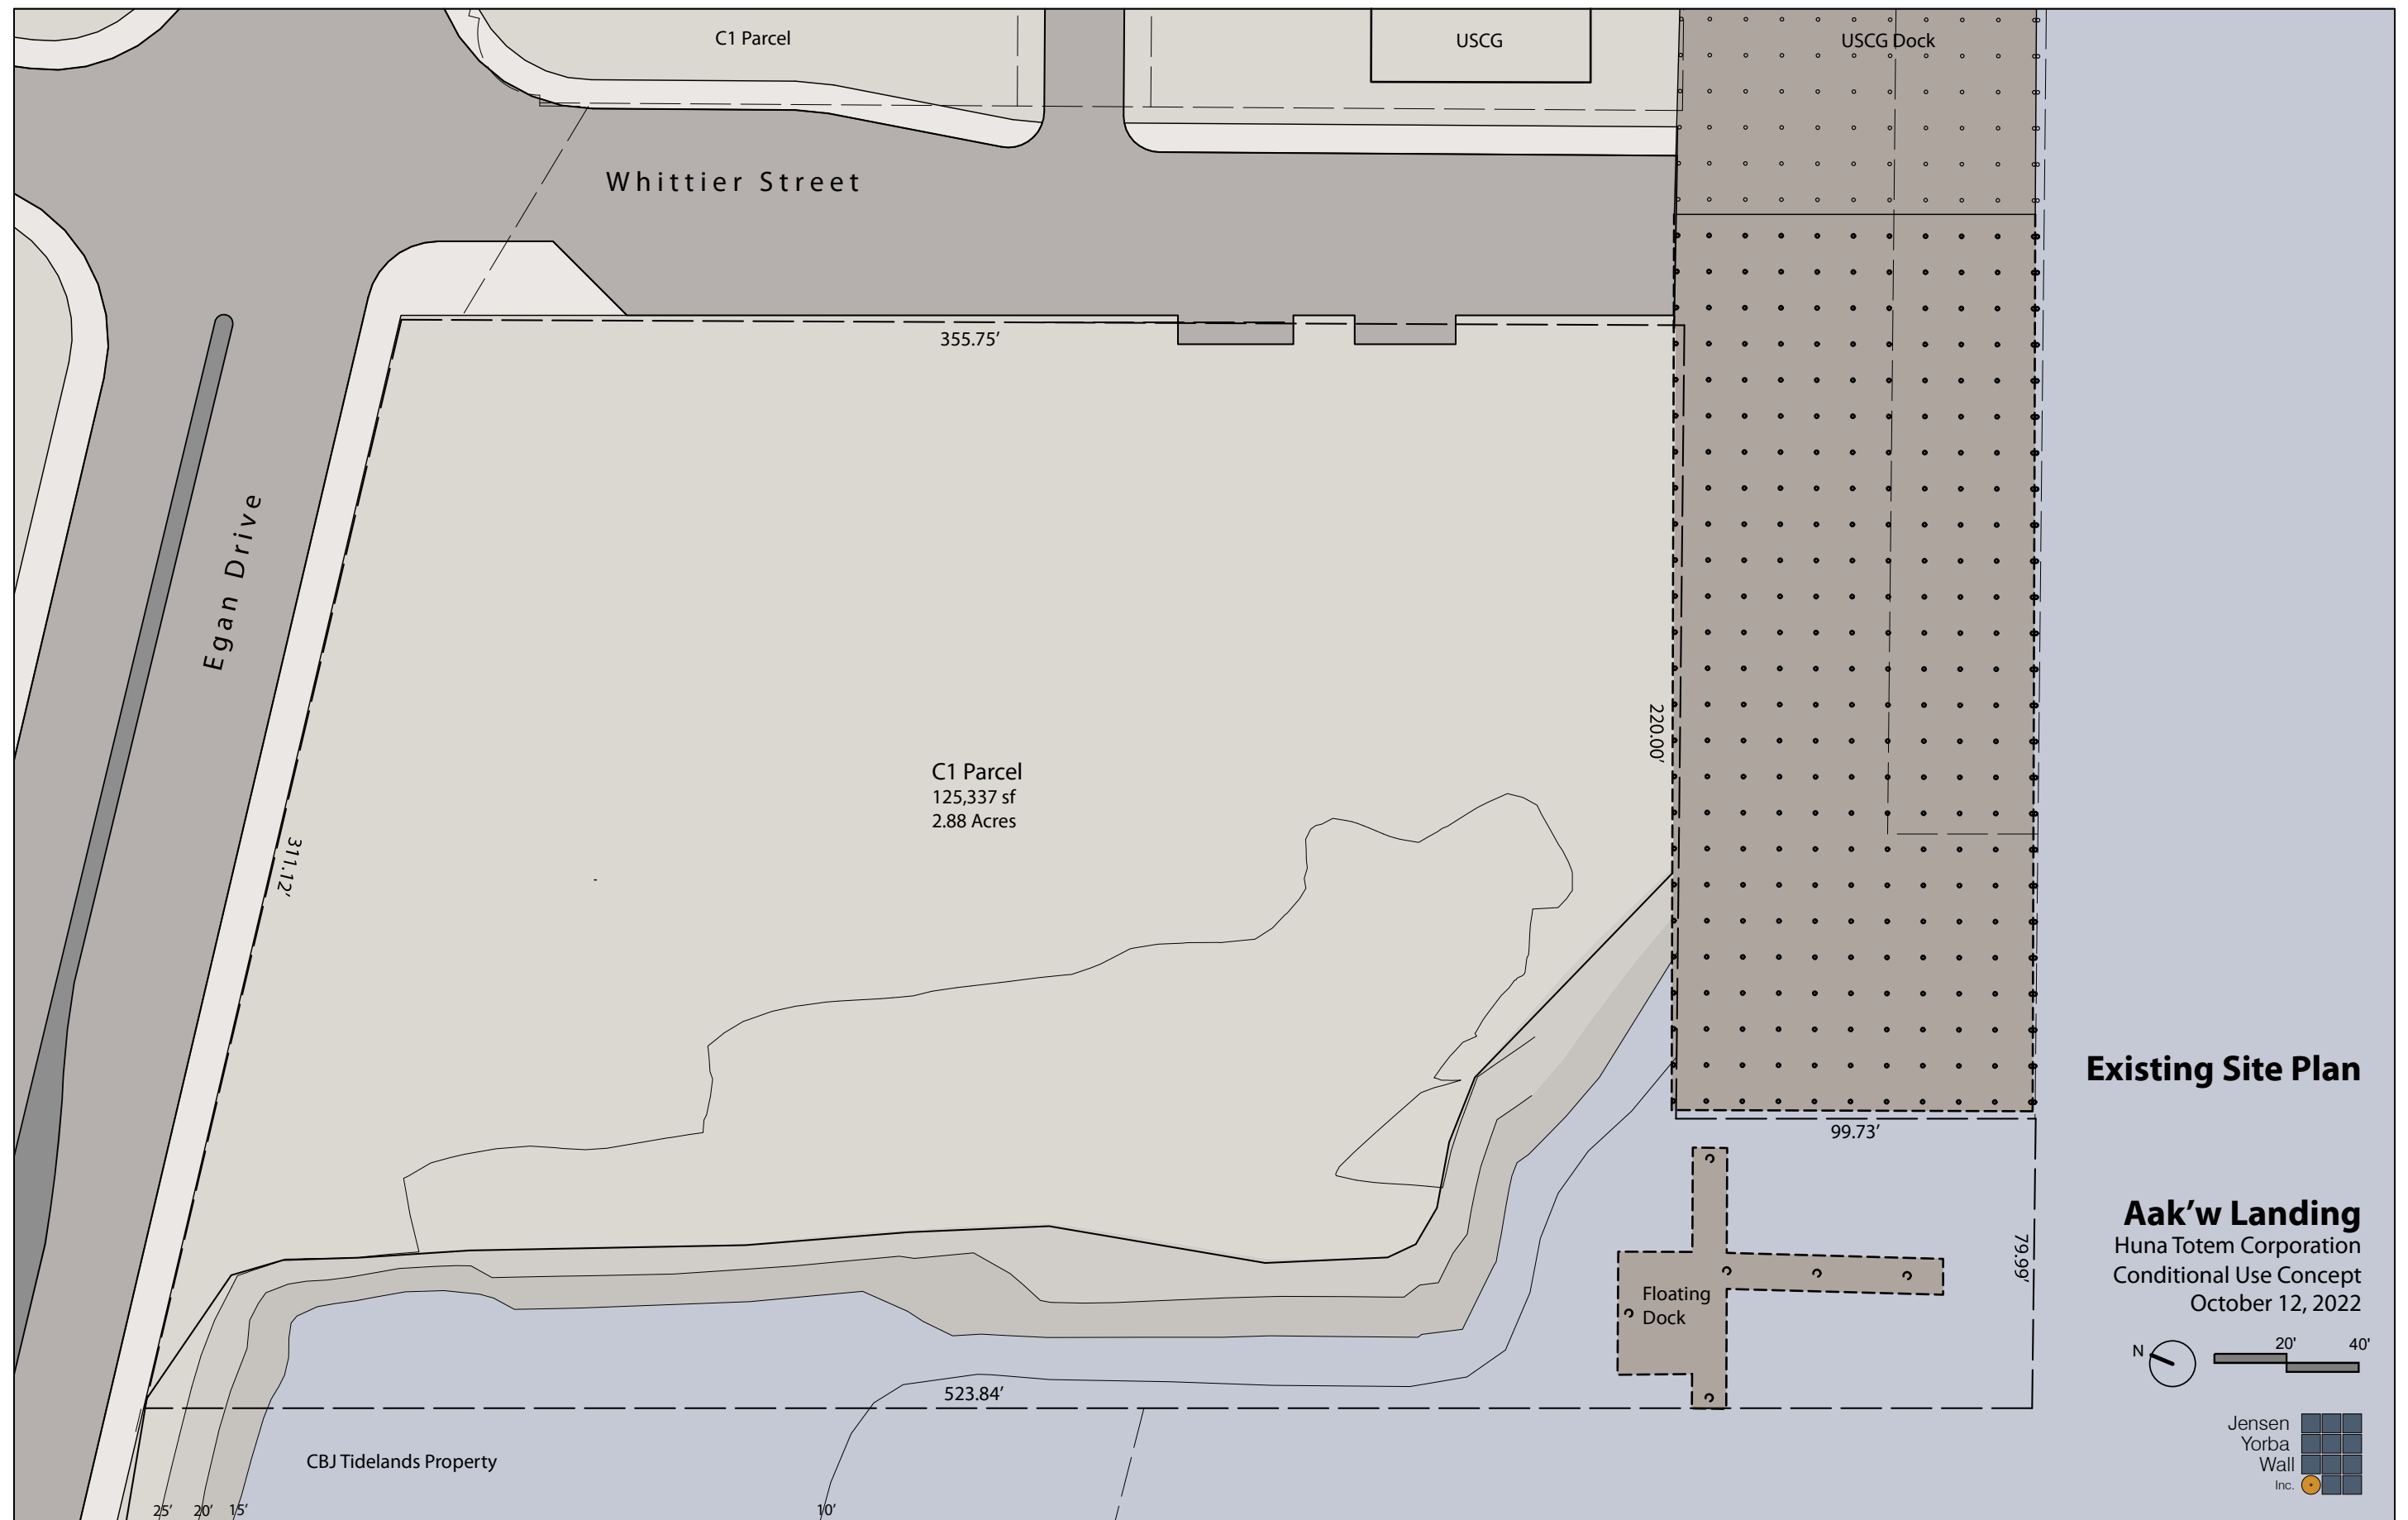 C1 Parcel
USCG
USCG Dock
Whittier Street
355.75’
Egan Drive
220.00’
C1 Parcel
125,337 sf
2.88 Acres
311.12’
Existing Site Plan
99.73’
Aak’w Landing
Huna Totem Corporation
Conditional Use Concept
October 12, 2022
79.99’
Floating
Dock
N
20'
40'
523.84’
CBJ Tidelands Property
Jensen
Yorba
Wall
Inc.
25’
20’
15’
10’